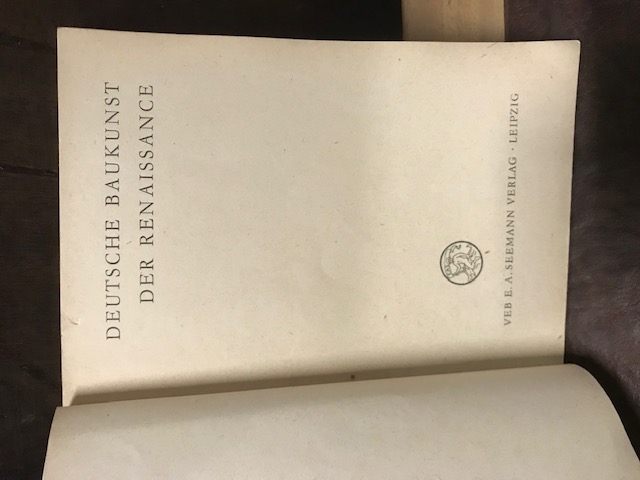 DEUTSCHE BAUKUNST
DER RENAISSANCE
VEB E. A. SEEMANN VERLAG · LEIPZIG